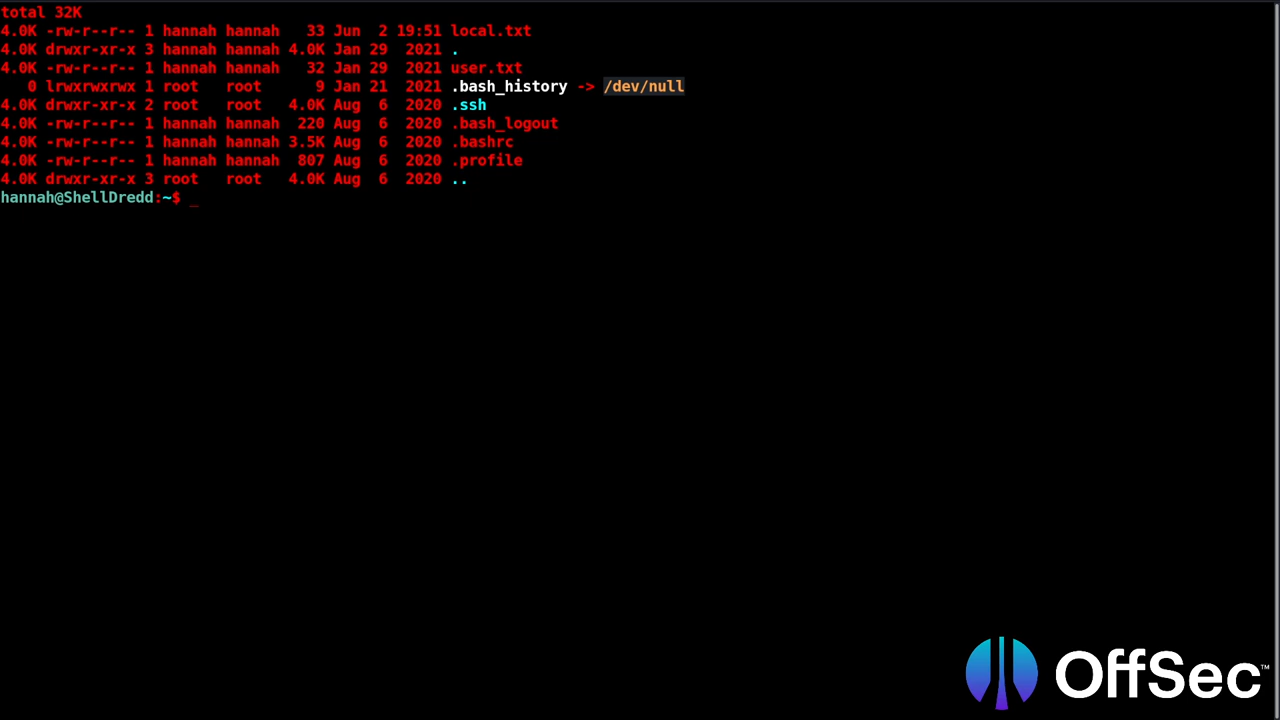 total 32K
4.0K -rw-r--r-- 1 hannah hannah   33 Jun  2 19:51 local.txt
4.0K drwxr-xr-x 3 hannah hannah 4.0K Jan 29  2021 .
4.0K -rw-r--r-- 1 hannah hannah   32 Jan 29  2021 user.txt
   0 lrwxrwxrwx 1 root   root      9 Jan 21  2021 .bash_history -> /dev/null
4.0K drwxr-xr-x 2 root   root   4.0K Aug  6  2020 .ssh
4.0K -rw-r--r-- 1 hannah hannah  220 Aug  6  2020 .bash_logout
4.0K -rw-r--r-- 1 hannah hannah 3.5K Aug  6  2020 .bashrc
4.0K -rw-r--r-- 1 hannah hannah  807 Aug  6  2020 .profile
4.0K drwxr-xr-x 3 root   root   4.0K Aug  6  2020 ..
hannah@ShellDredd:~$ _
OffSec™